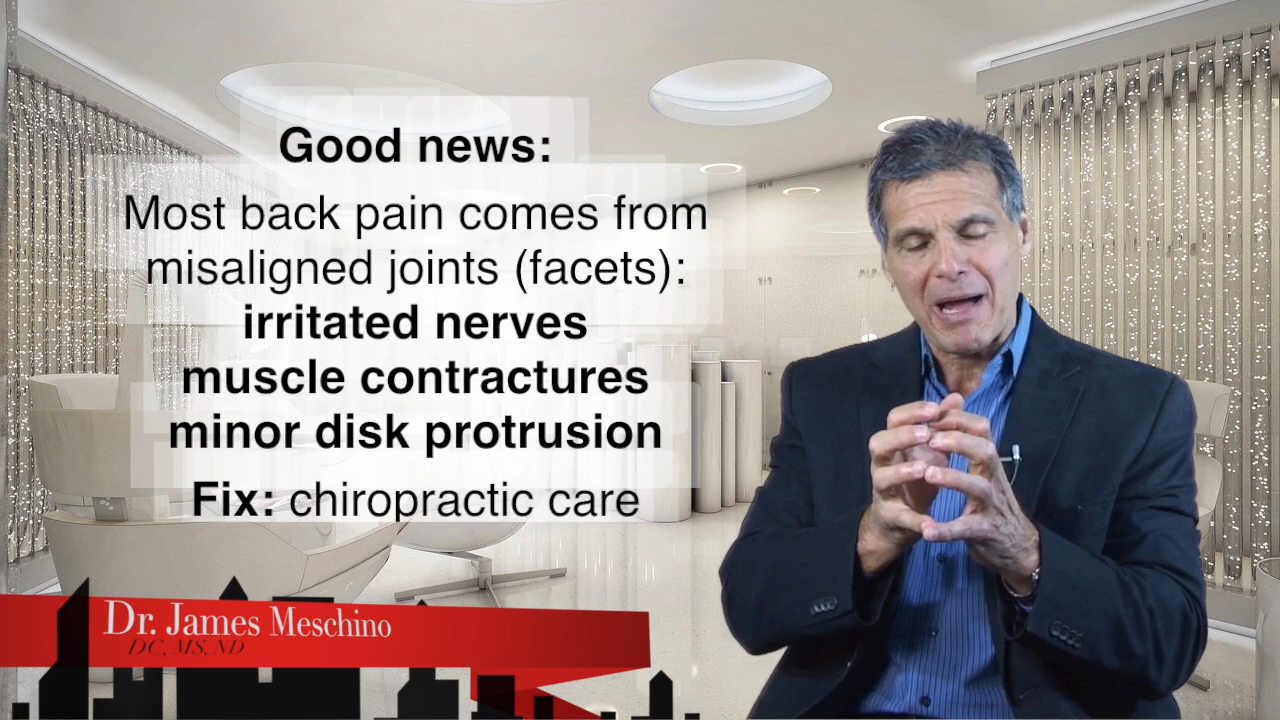 Good news:
Most back pain comes from
misaligned joints (facets):
irritated nerves
muscle contractures
minor disk protrusion
Fix: chiropractic care
Dr. James Meschino
DC, MS, ND